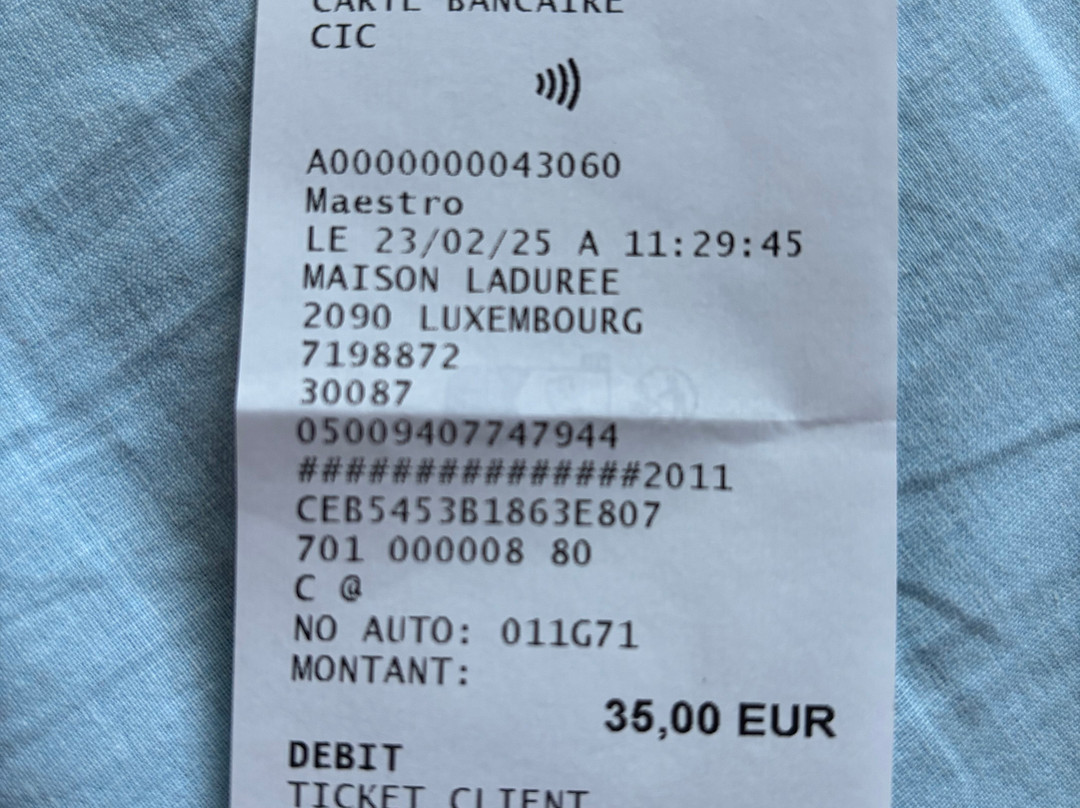 CARTE BANCAIRE
CIC
A0000000043060
Maestro
LE 23/02/25 A 11:29:45
MAISON LADUREE
2090 LUXEMBOURG
7198872
30087
05009407747944
###############2011
CEB5453B1863E807
701 000008 80
C @
NO AUTO: 011G71
MONTANT:
35,00 EUR
DEBIT
TICKET CLIENT